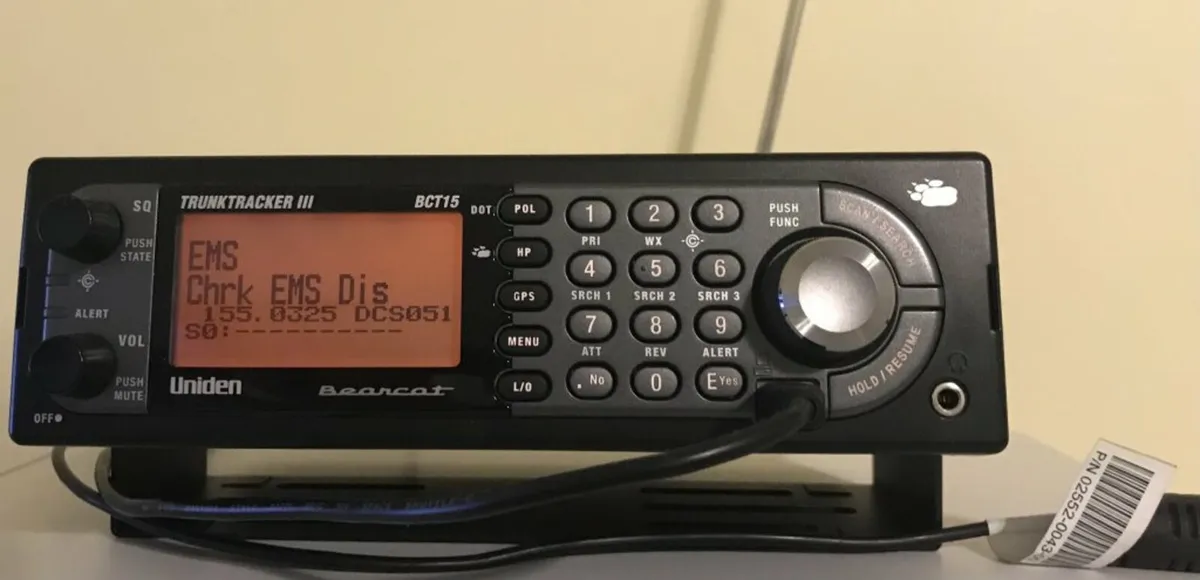 TRUNKTRACKER III BCT15
SQ
PUSH
STATE
ALERT
VOL
PUSH
MUTE
OFF
EMS
Chrk EMS Dis
155.0325 DCS051
S0:----------
Uniden Bearcat
DOT POL 1 2 3
PRI WX
HP 4 5 6
SRCH 1 SRCH 2 SRCH 3
GPS 7 8 9
MENU ATT REV ALERT
L/O . No 0 E Yes
PUSH
FUNC
SCAN/SEARCH
HOLD/RESUME